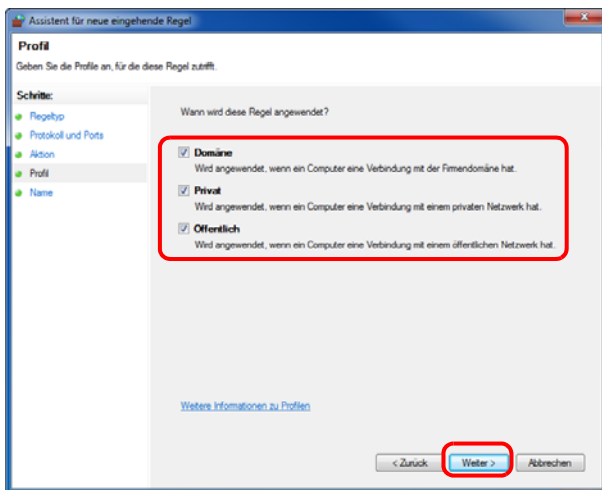 Assistent für neue eingehende Regel
Profil
Geben Sie die Profile an, für die diese Regel zutrifft.
Schritte:
Regeltyp
Protokoll und Ports
Aktion
Profil
Name
Wann wird diese Regel angewendet?
Domäne
Wird angewendet, wenn ein Computer eine Verbindung mit der Firmendomäne hat.
Privat
Wird angewendet, wenn ein Computer eine Verbindung mit einem privaten Netzwerk hat.
Öffentlich
Wird angewendet, wenn ein Computer eine Verbindung mit einem öffentlichen Netzwerk hat.
Weitere Informationen zu Profilen
< Zurück Weiter > Abbrechen